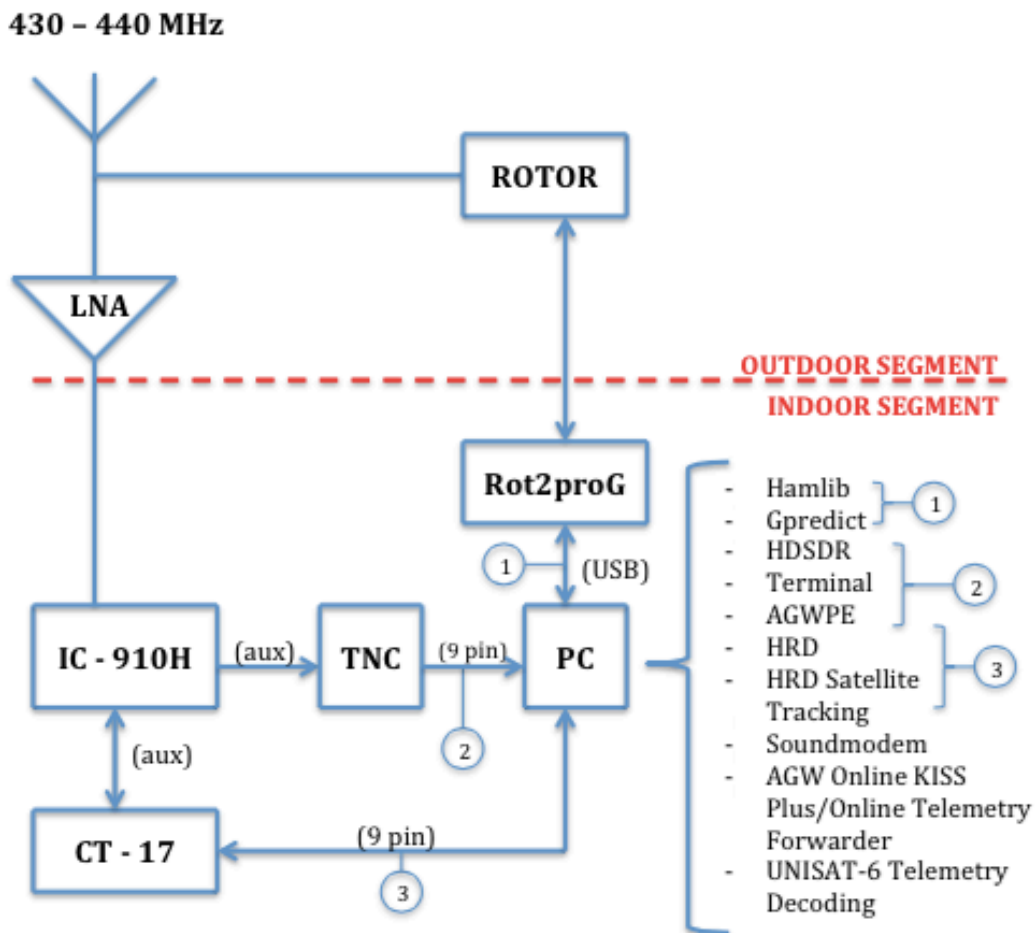 430 – 440 MHz
ROTOR
LNA
OUTDOOR SEGMENT
INDOOR SEGMENT
Rot2proG
1
(USB)
IC - 910H
(aux)
TNC
(9 pin)
PC
2
(aux)
CT - 17
(9 pin)
3
- Hamlib
- Gpredict
1
- HDSDR
- Terminal
- AGWPE
2
- HRD
- HRD Satellite
Tracking
3
- Soundmodem
- AGW Online KISS
Plus/Online Telemetry
Forwarder
- UNISAT-6 Telemetry
Decoding